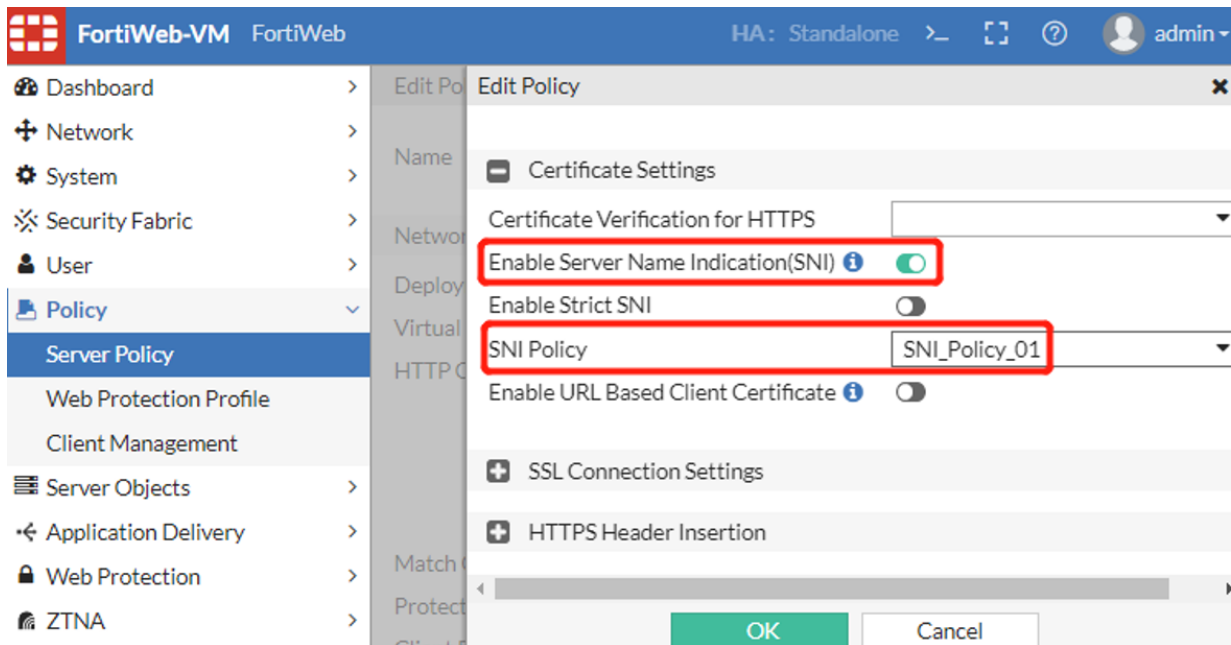 FortiWeb-VM FortiWeb HA: Standalone >_ admin
Dashboard
Network
System
Security Fabric
User
Policy
Server Policy
Web Protection Profile
Client Management
Server Objects
Application Delivery
Web Protection
ZTNA
Edit Po
Name
Networ
Deploy
Virtual
HTTP C
Match
Protect
Edit Policy
Certificate Settings
Certificate Verification for HTTPS
Enable Server Name Indication(SNI)
Enable Strict SNI
SNI Policy SNI_Policy_01
Enable URL Based Client Certificate
SSL Connection Settings
HTTPS Header Insertion
OK Cancel